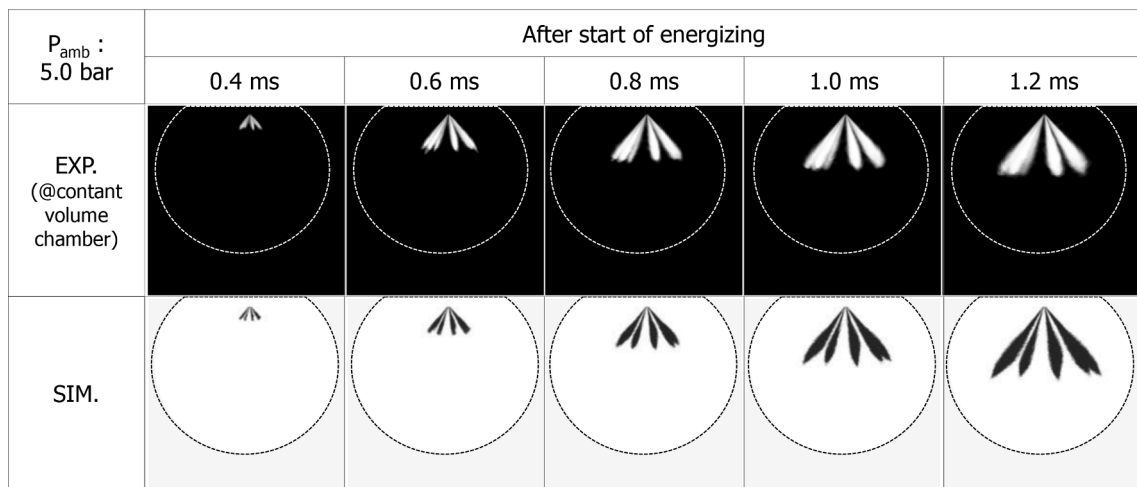 P_amb :
5.0 bar
After start of energizing
0.4 ms
0.6 ms
0.8 ms
1.0 ms
1.2 ms
EXP.
(@contant
volume
chamber)
SIM.